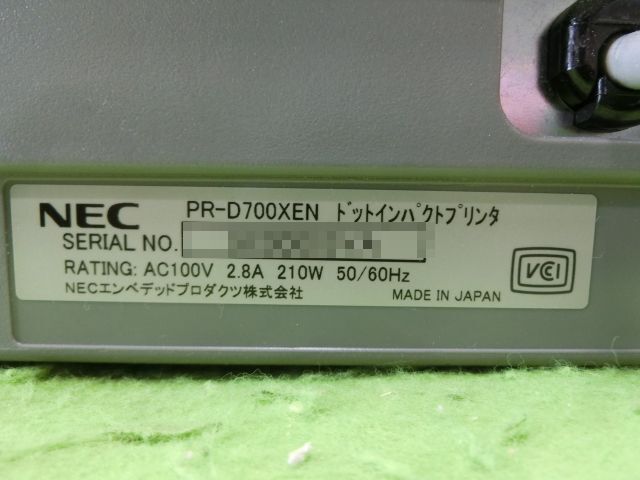 NEC PR-D700XEN ﾄﾞｯﾄインﾊﾟｸﾄﾌﾟﾘﾝﾀ
SERIAL NO.
RATING: AC100V 2.8A 210W 50/60Hz
NECエンベデッドプロダクツ株式会社 MADE IN JAPAN
VCI